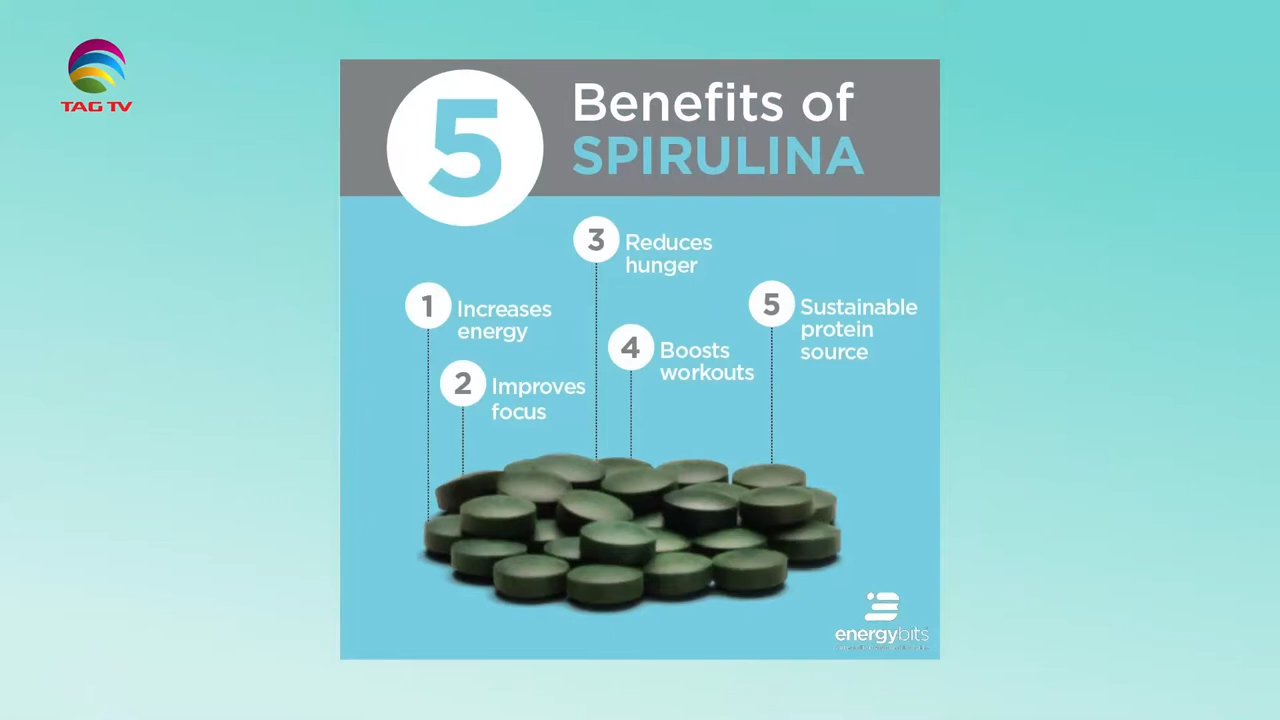 TAG TV
5
Benefits of
SPIRULINA
1
Increases
energy
2
Improves
focus
3
Reduces
hunger
4
Boosts
workouts
5
Sustainable
protein
source
energybits